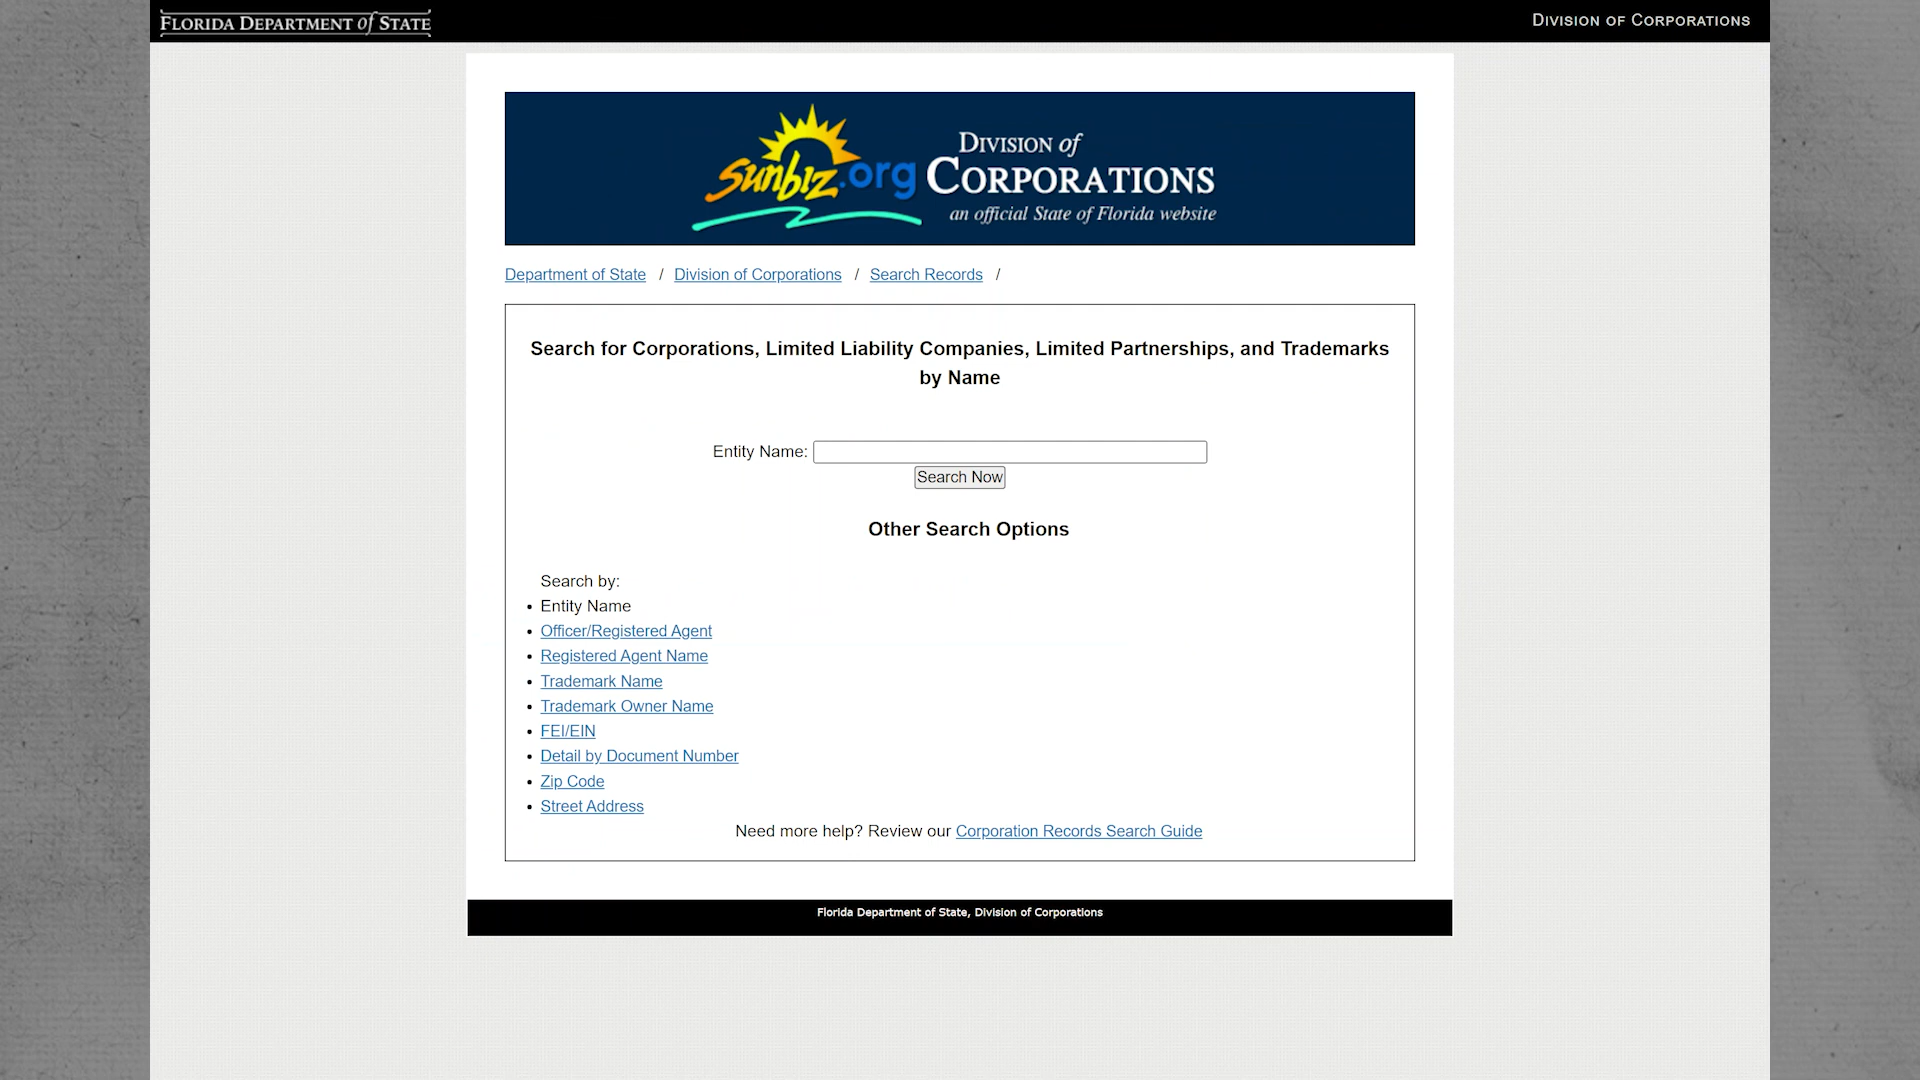 FLORIDA DEPARTMENT of STATE
DIVISION OF CORPORATIONS
sunbiz.org
DIVISION of
CORPORATIONS
an official State of Florida website
Department of State / Division of Corporations / Search Records /
Search for Corporations, Limited Liability Companies, Limited Partnerships, and Trademarks
by Name
Entity Name:
Search Now
Other Search Options
Search by:
• Entity Name
• Officer/Registered Agent
• Registered Agent Name
• Trademark Name
• Trademark Owner Name
• FEI/EIN
• Detail by Document Number
• Zip Code
• Street Address
Need more help? Review our Corporation Records Search Guide
Florida Department of State, Division of Corporations